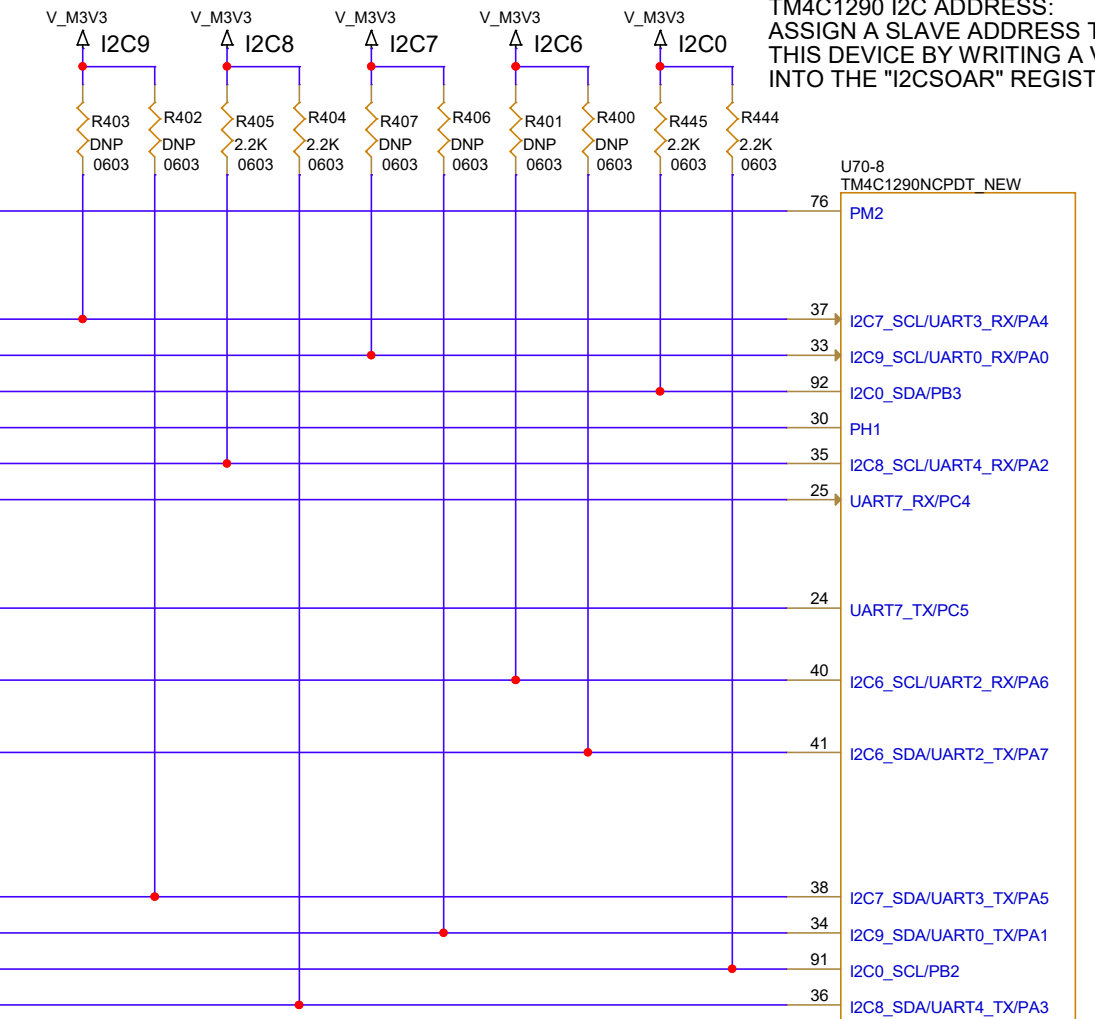 V_M3V3 V_M3V3 V_M3V3 V_M3V3 V_M3V3
I2C9 I2C8 I2C7 I2C6 I2C0
TM4C1290 I2C ADDRESS:
ASSIGN A SLAVE ADDRESS
THIS DEVICE BY WRITING A
INTO THE "I2CSOAR"
R403 DNP 0603
R402 DNP 0603
R405 2.2K 0603
R404 2.2K 0603
R407 DNP 0603
R406 DNP 0603
R401 DNP 0603
R400 DNP 0603
R445 2.2K 0603
R444 2.2K 0603
U70-8
TM4C1290NCPDT_NEW
76 PM2
37 I2C7_SCL/UART3_RX/PA4
33 I2C9_SCL/UART0_RX/PA0
92 I2C0_SDA/PB3
30 PH1
35 I2C8_SCL/UART4_RX/PA2
25 UART7_RX/PC4
24 UART7_TX/PC5
40 I2C6_SCL/UART2_RX/PA6
41 I2C6_SDA/UART2_TX/PA7
38 I2C7_SDA/UART3_TX/PA5
34 I2C9_SDA/UART0_TX/PA1
91 I2C0_SCL/PB2
36 I2C8_SDA/UART4_TX/PA3